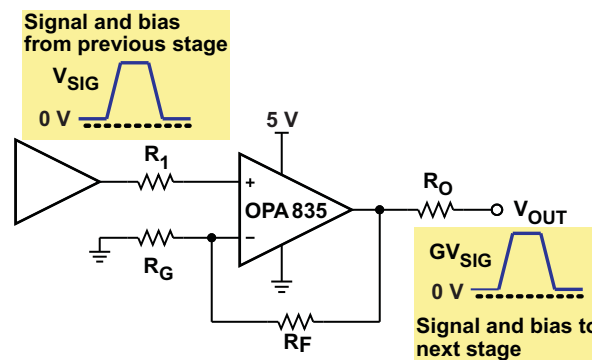 Signal and bias
from previous stage
VSIG
0 V
5 V
R1
+
OPA835
RO
VOUT
RG
−
RF
GVSIG
0 V
Signal and bias to
next stage